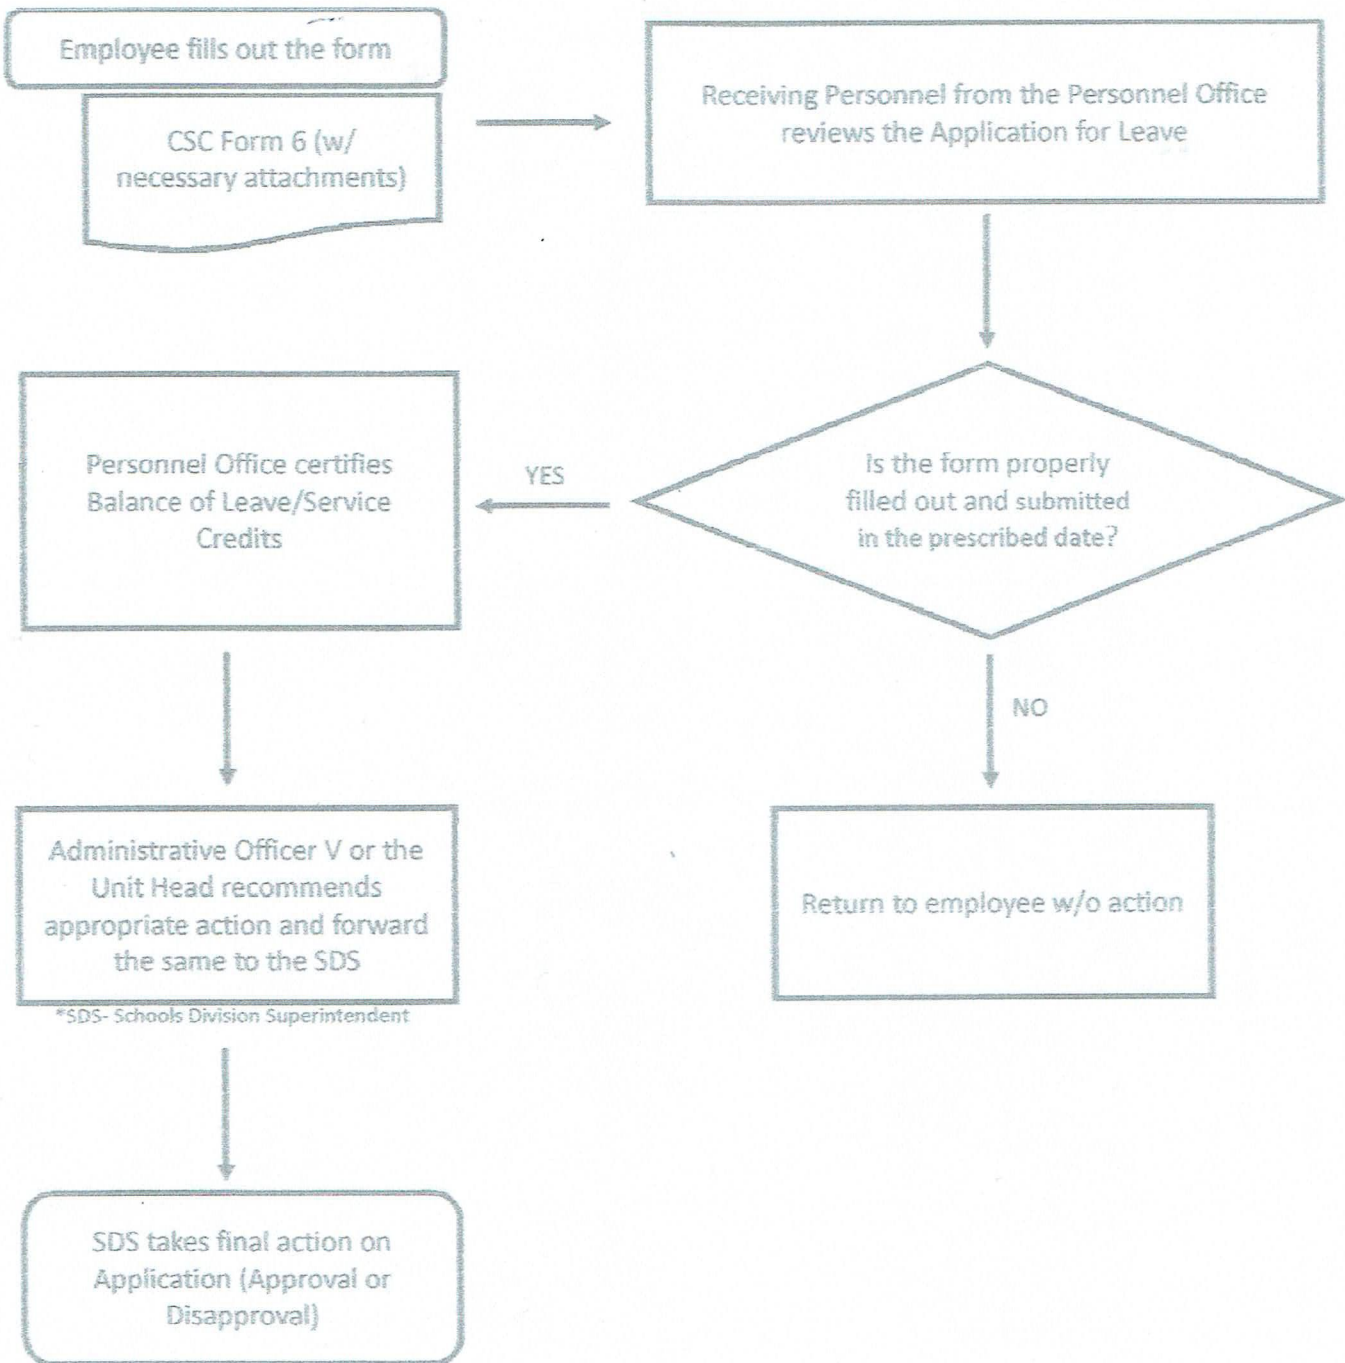 Employee fills out the form
CSC Form 6 (w/
necessary attachments)
Receiving Personnel from the Personnel Office
reviews the Application for Leave
Is the form properly
filled out and submitted
in the prescribed date?
YES
NO
Personnel Office certifies
Balance of Leave/Service
Credits
Return to employee w/o action
Administrative Officer V or the
Unit Head recommends
appropriate action and forward
the same to the SDS
*SDS- Schools Division Superintendent
SDS takes final action on
Application (Approval or
Disapproval)